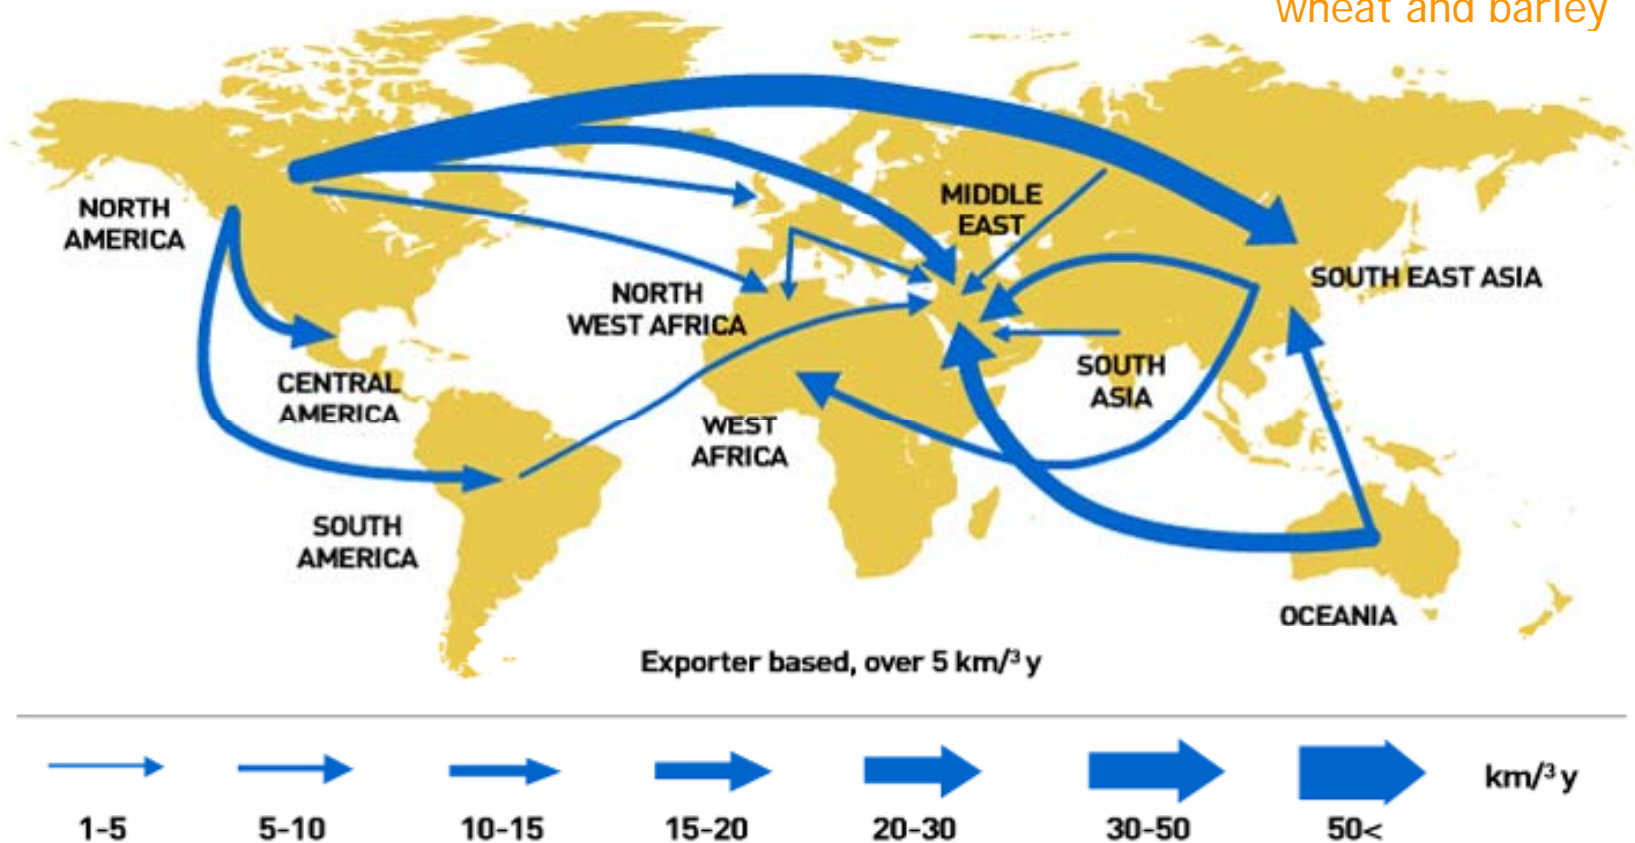 wheat and barley
NORTH
AMERICA
MIDDLE
EAST
SOUTH EAST ASIA
NORTH
WEST AFRICA
SOUTH
ASIA
CENTRAL
AMERICA
WEST
AFRICA
SOUTH
AMERICA
OCEANIA
Exporter based, over 5 km/³ y
km/³ y
1-5 5-10 10-15 15-20 20-30 30-50 50<